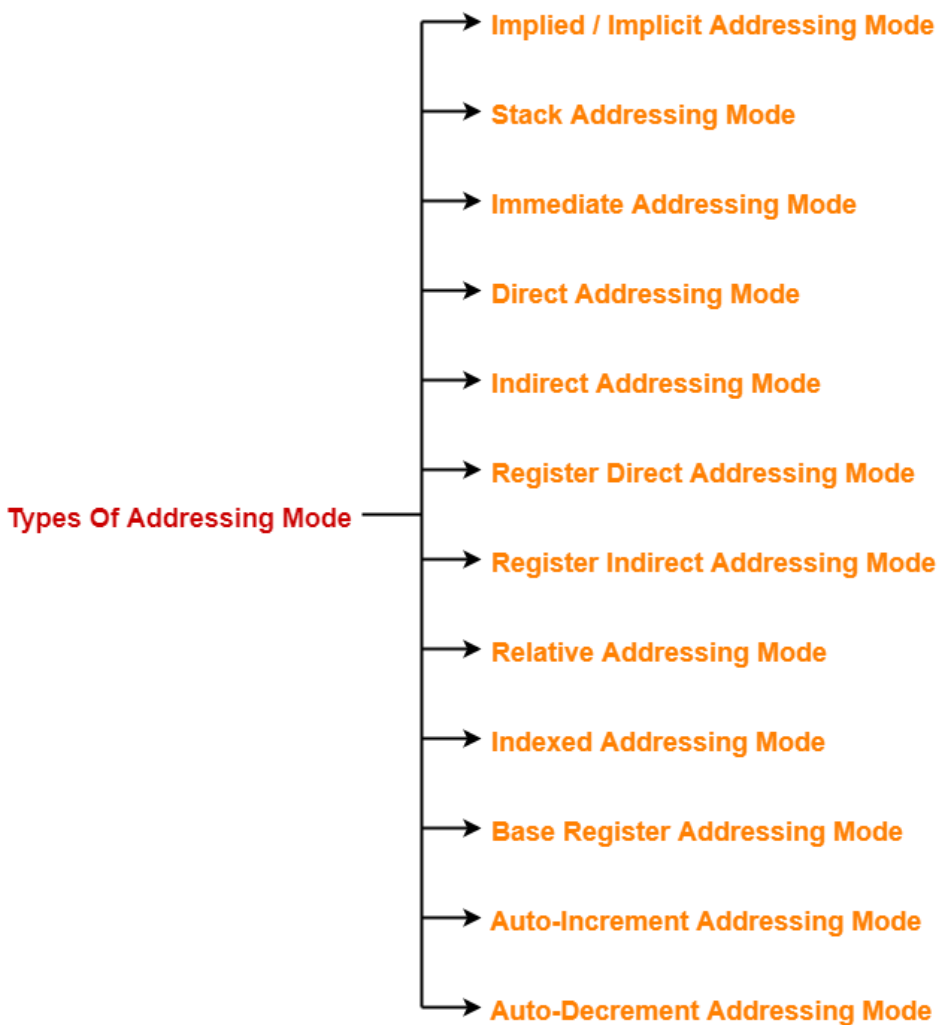 Implied / Implicit Addressing Mode
Stack Addressing Mode
Immediate Addressing Mode
Direct Addressing Mode
Indirect Addressing Mode
Register Direct Addressing Mode
Types Of Addressing Mode
Register Indirect Addressing Mode
Relative Addressing Mode
Indexed Addressing Mode
Base Register Addressing Mode
Auto-Increment Addressing Mode
Auto-Decrement Addressing Mode